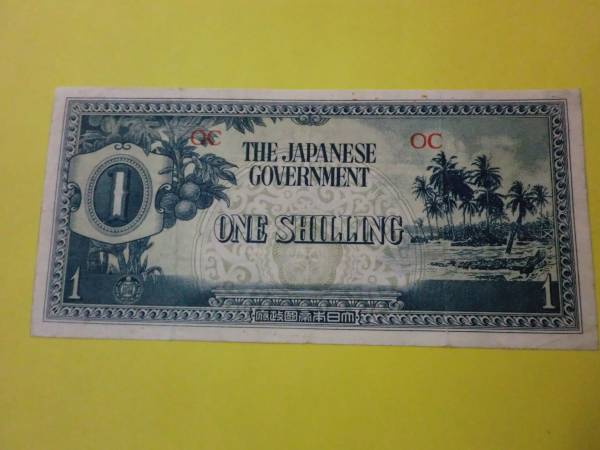 OC OC
THE JAPANESE
GOVERNMENT
1
ONE SHILLING
1 1
府政國帝本日大